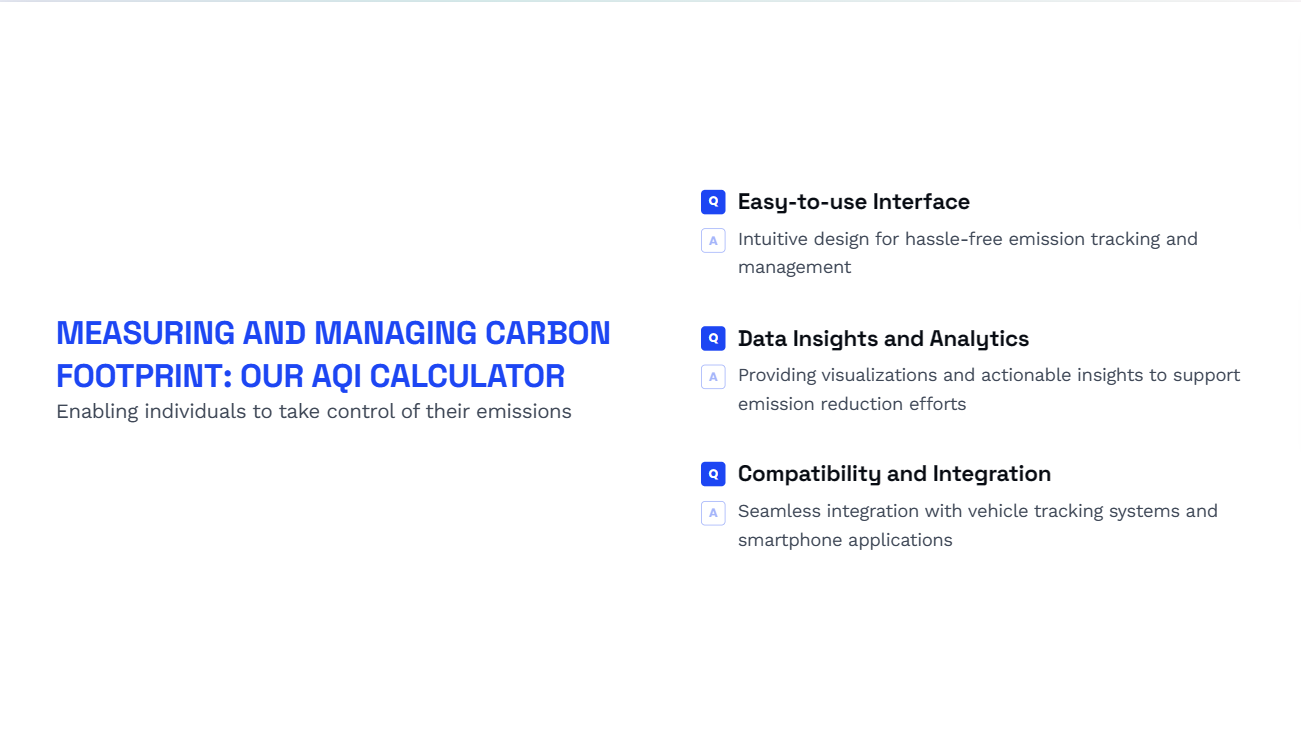 MEASURING AND MANAGING CARBON
FOOTPRINT: OUR AQI CALCULATOR
Enabling individuals to take control of their emissions
Q Easy-to-use Interface
A Intuitive design for hassle-free emission tracking and
management
Q Data Insights and Analytics
A Providing visualizations and actionable insights to support
emission reduction efforts
Q Compatibility and Integration
A Seamless integration with vehicle tracking systems and
smartphone applications